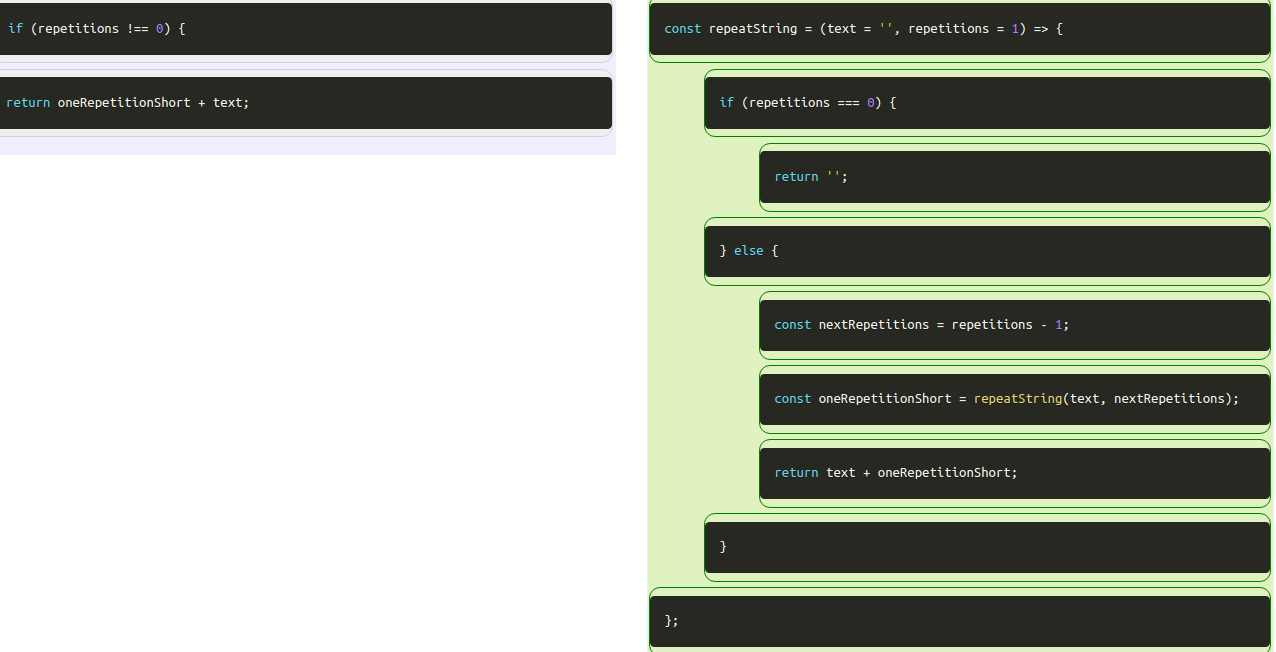 if (repetitions !== 0) {
return oneRepetitionShort + text;
const repeatString = (text = '', repetitions = 1) => {
if (repetitions === 0) {
return '';
} else {
const nextRepetitions = repetitions - 1;
const oneRepetitionShort = repeatString(text, nextRepetitions);
return text + oneRepetitionShort;
}
};